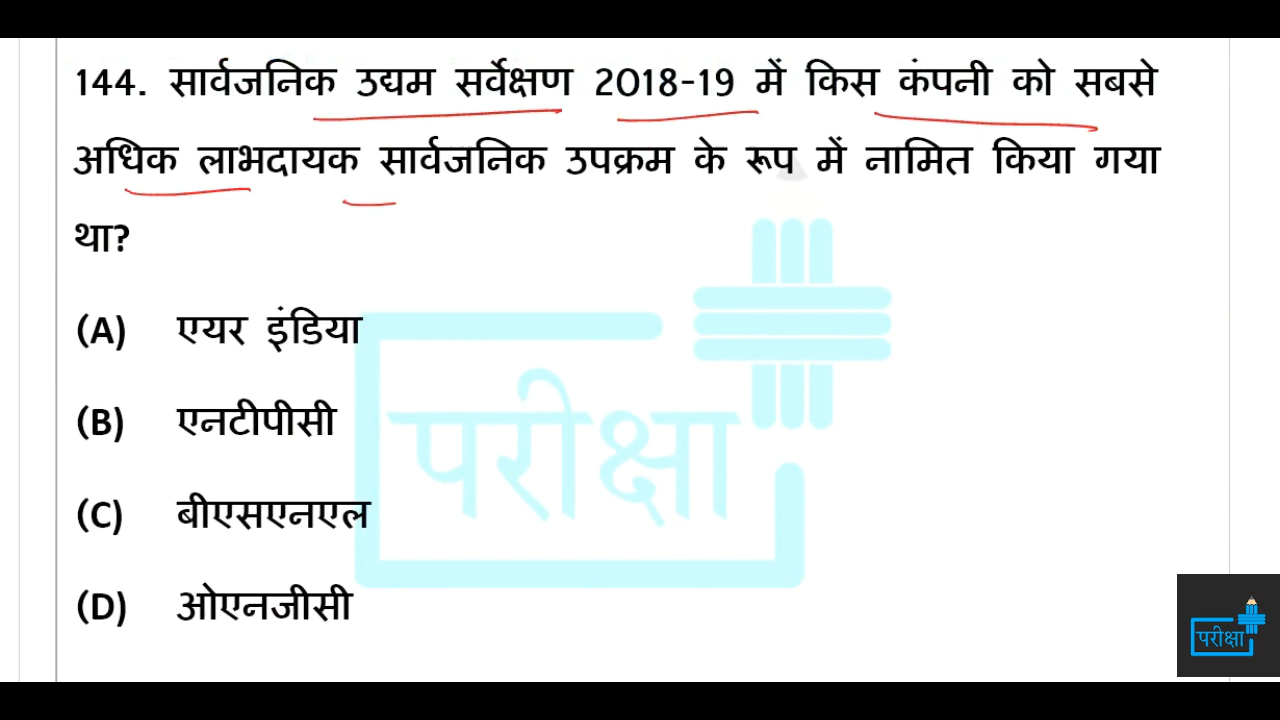 144. सार्वजनिक उद्यम सर्वेक्षण 2018-19 में किस कंपनी को सबसे
अधिक लाभदायक सार्वजनिक उपक्रम के रूप में नामित किया गया
था?
(A) एयर इंडिया
(B) एनटीपीसी
परीक्षा
(C) बीएसएनएल
(D) ओएनजीसी
परीक्षा